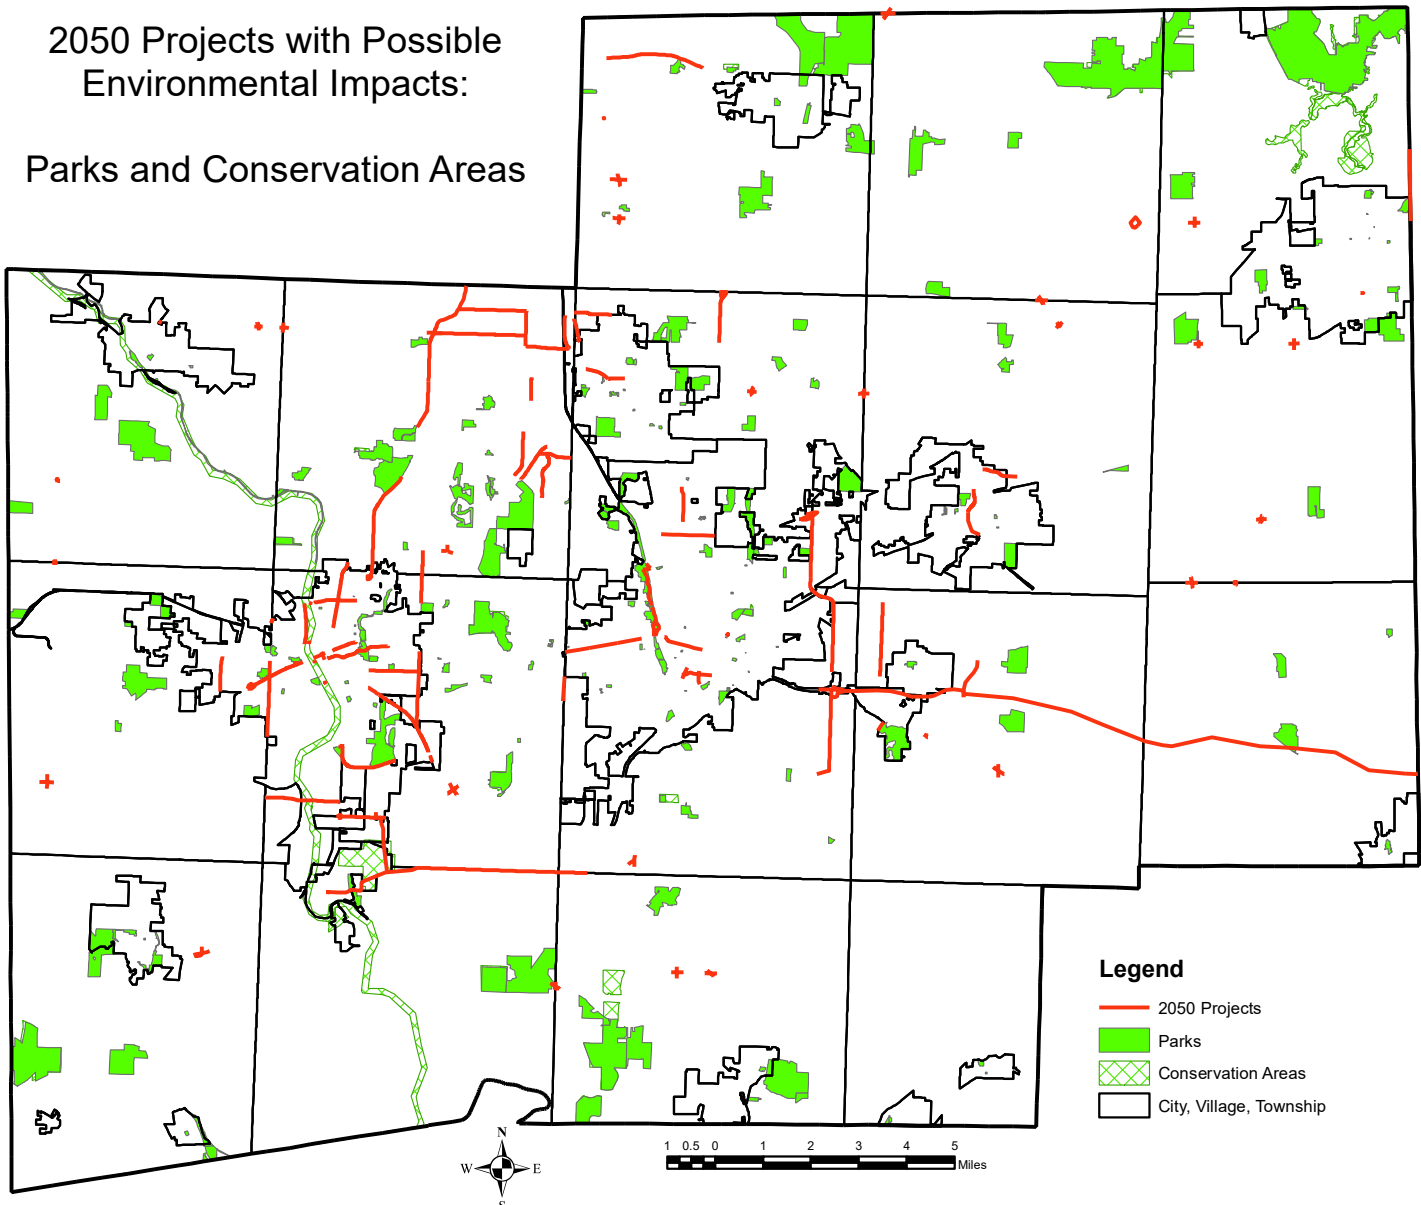 2050 Projects with Possible
Environmental Impacts:
Parks and Conservation Areas
Legend
2050 Projects
Parks
Conservation Areas
City, Village, Township
N
W E
S
1 0.5 0 1 2 3 4 5
Miles